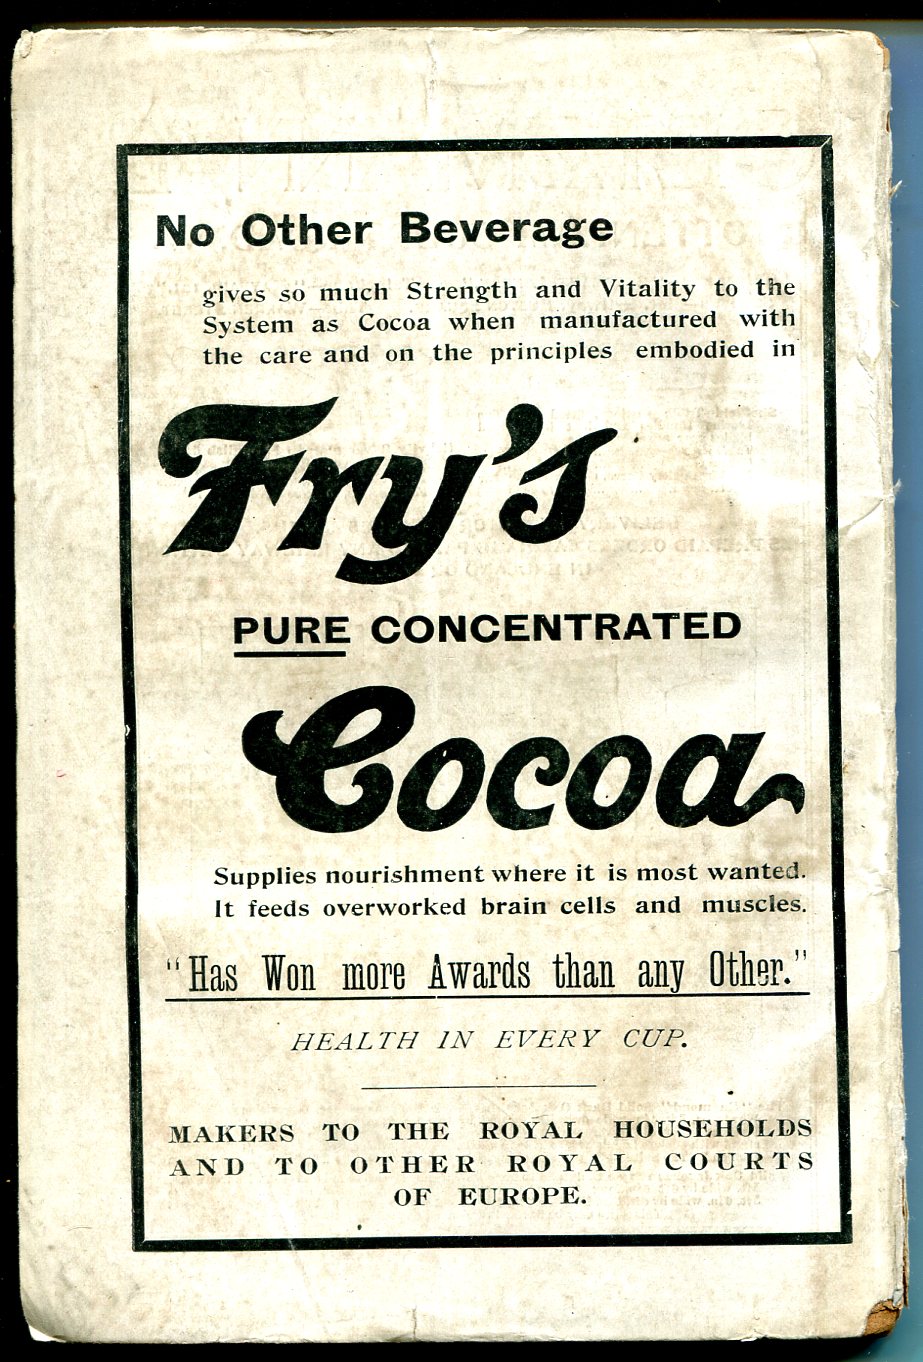 No Other Beverage
gives so much Strength and Vitality to the
System as Cocoa when manufactured with
the care and on the principles embodied in
Fry's
PURE CONCENTRATED
Cocoa
Supplies nourishment where it is most wanted.
It feeds overworked brain cells and muscles.
"Has Won more Awards than any Other."
HEALTH IN EVERY CUP.
MAKERS TO THE ROYAL HOUSEHOLDS
AND TO OTHER ROYAL COURTS
OF EUROPE.